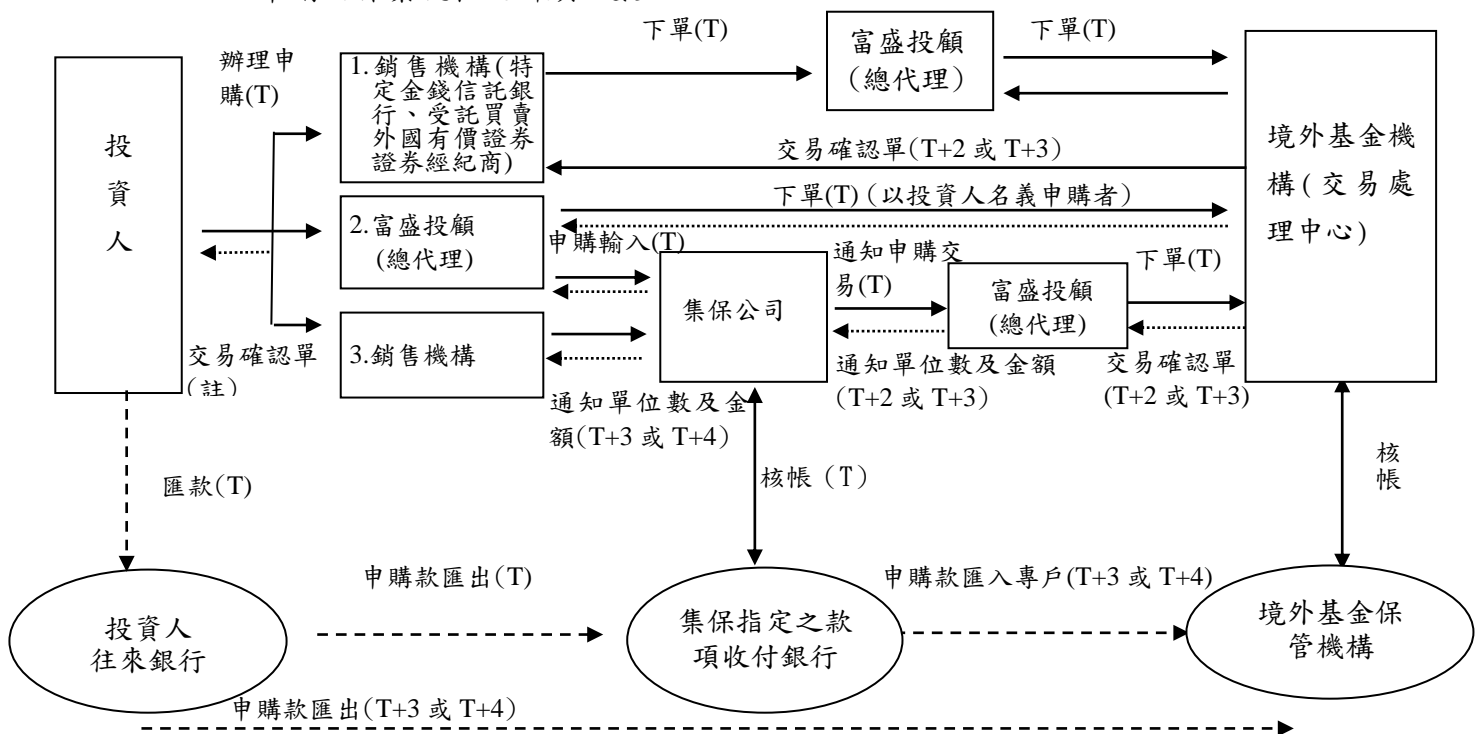 下單(T)
富盛投顧
(總代理)
下單(T)
辦理申
購(T)
1.銷售機構(特
定金錢信託銀
行、受託買賣
外國有價證券
證券經紀商)
投
資
人
境外基金機
構(交易處
理中心)
交易確認單(T+2 或 T+3)
下單(T)(以投資人名義申購者)
2.富盛投顧
(總代理)
申購輸入(T)
通知申購交
易(T)
下單(T)
集保公司
富盛投顧
(總代理)
3.銷售機構
交易確認單
(註)
通知單位數及金
額(T+3 或 T+4)
通知單位數及金額
(T+2 或 T+3)
交易確認單
(T+2 或 T+3)
匯款(T)
核帳(T)
核
帳
申購款匯出(T)
申購款匯入專戶(T+3 或 T+4)
投資人
往來銀行
集保指定之款
項收付銀行
境外基金保
管機構
申購款匯出(T+3 或 T+4)